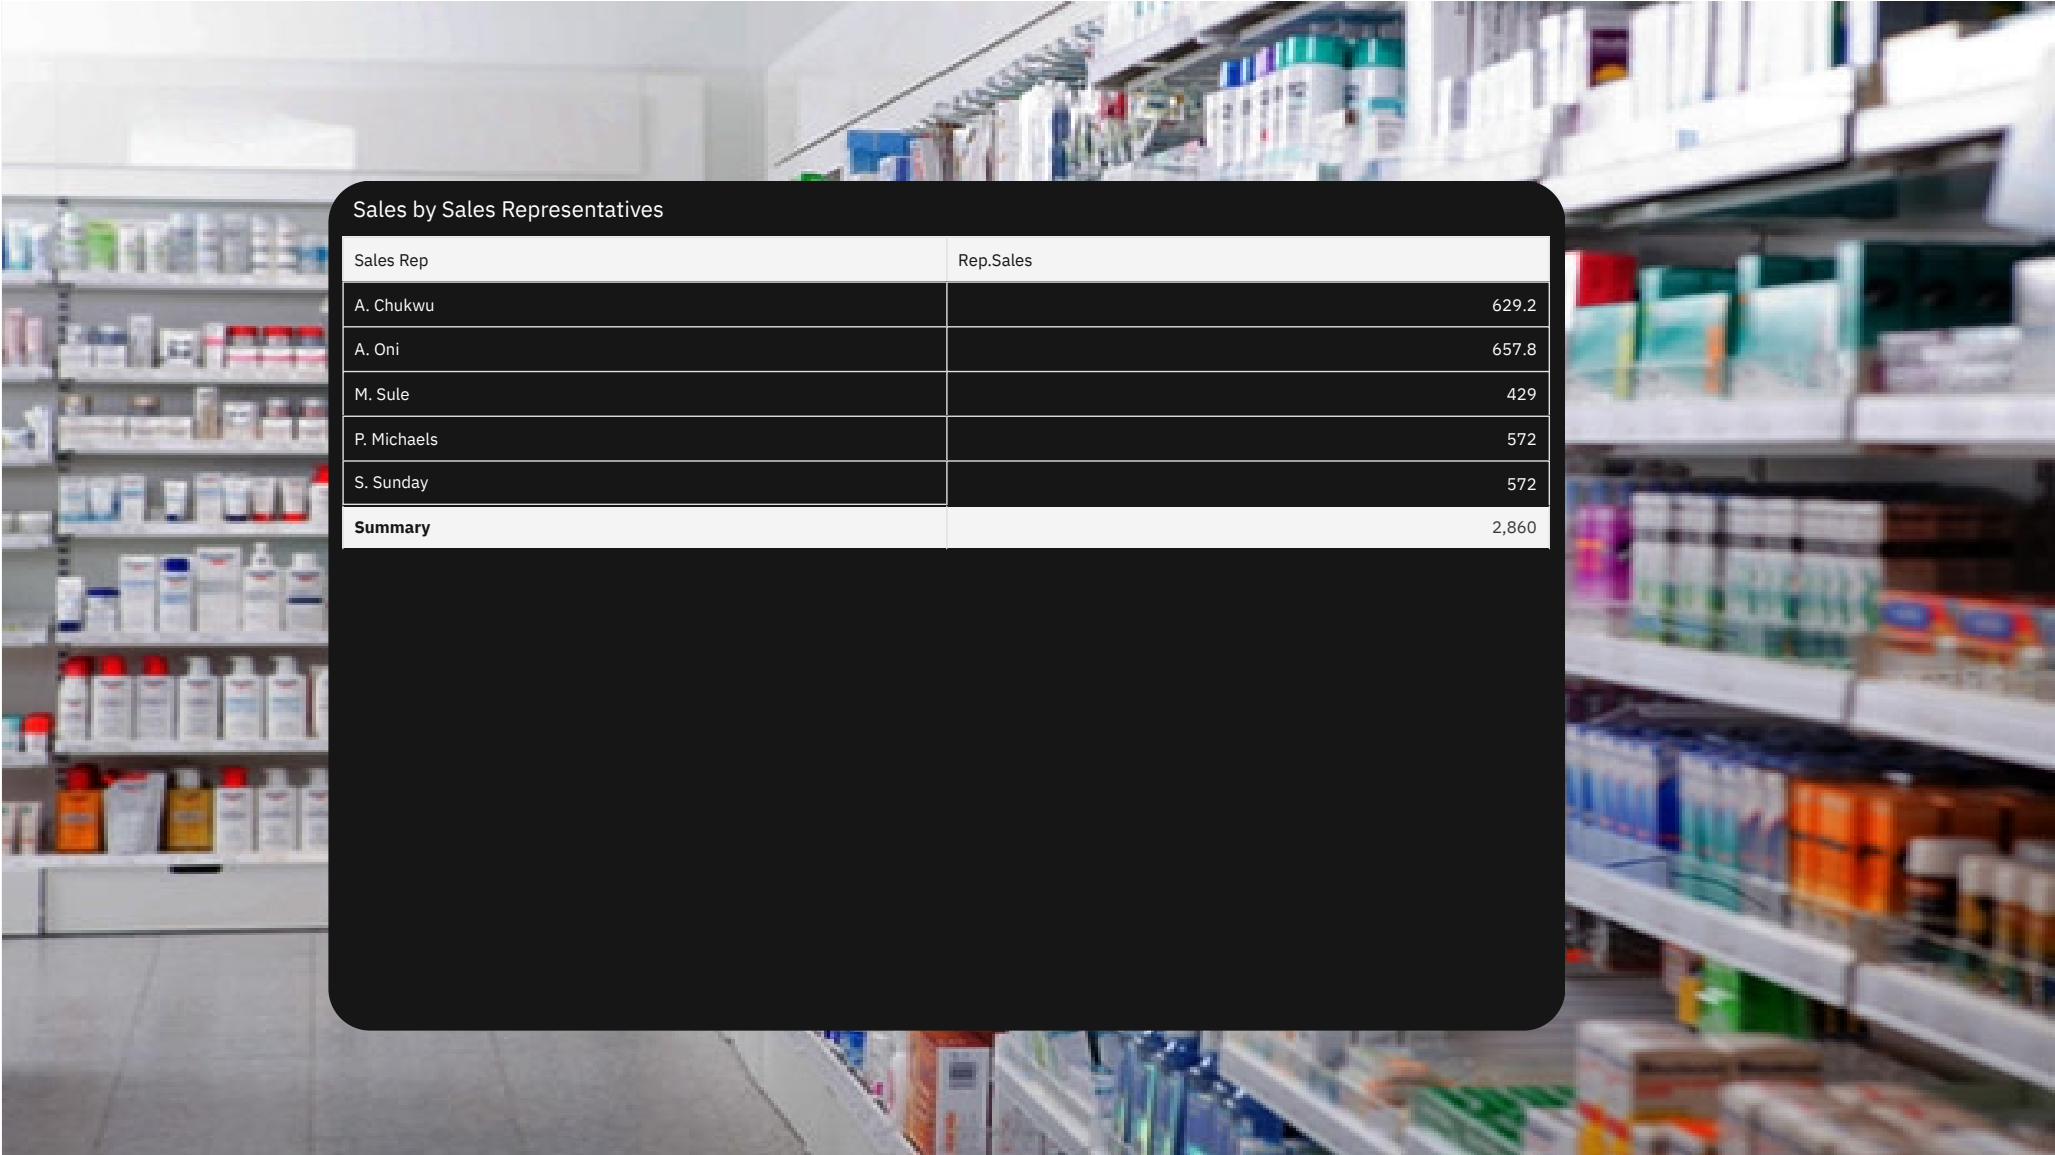 Sales by Sales Representatives
Sales Rep Rep.Sales
A. Chukwu 629.2
A. Oni 657.8
M. Sule 429
P. Michaels 572
S. Sunday 572
Summary 2,860